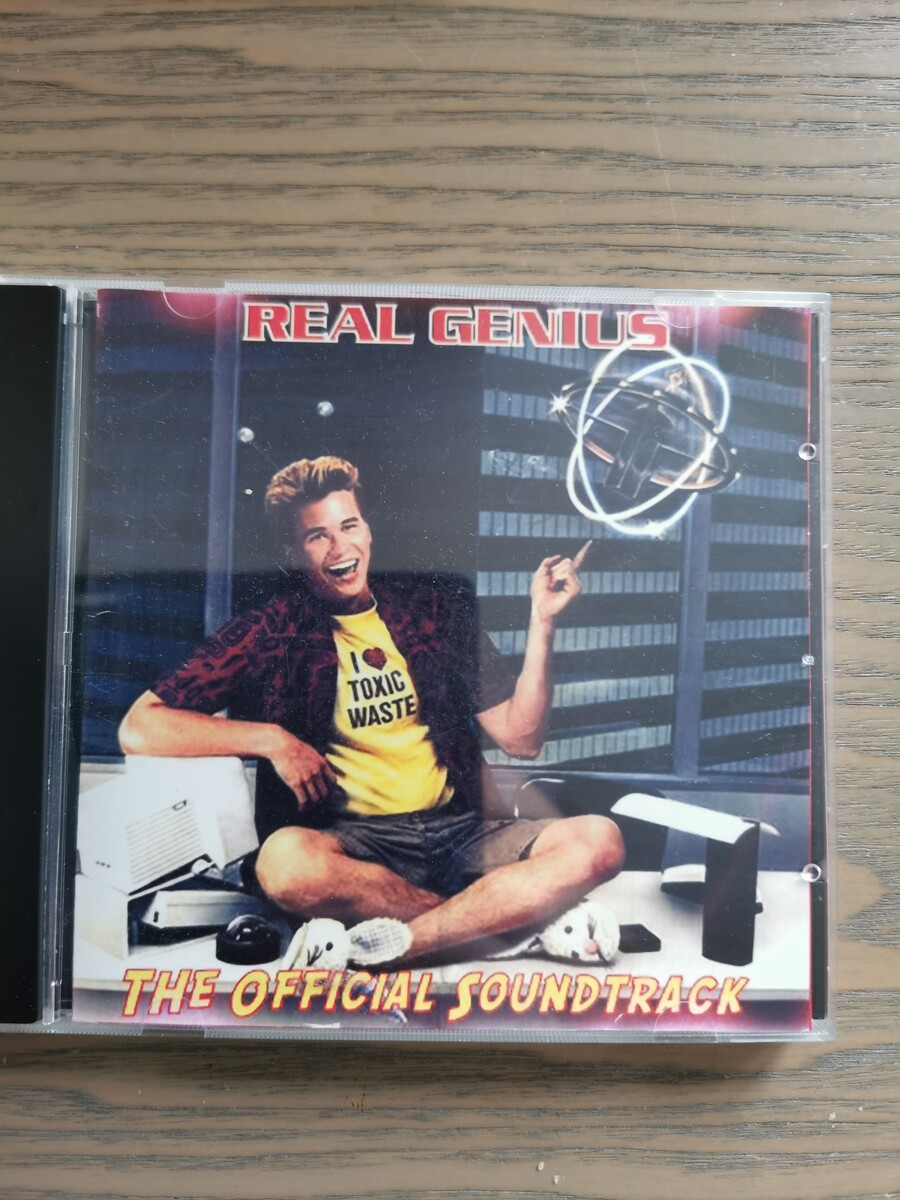 REAL GENIUS
I ♥
TOXIC
WASTE
THE OFFICIAL SOUNDTRACK